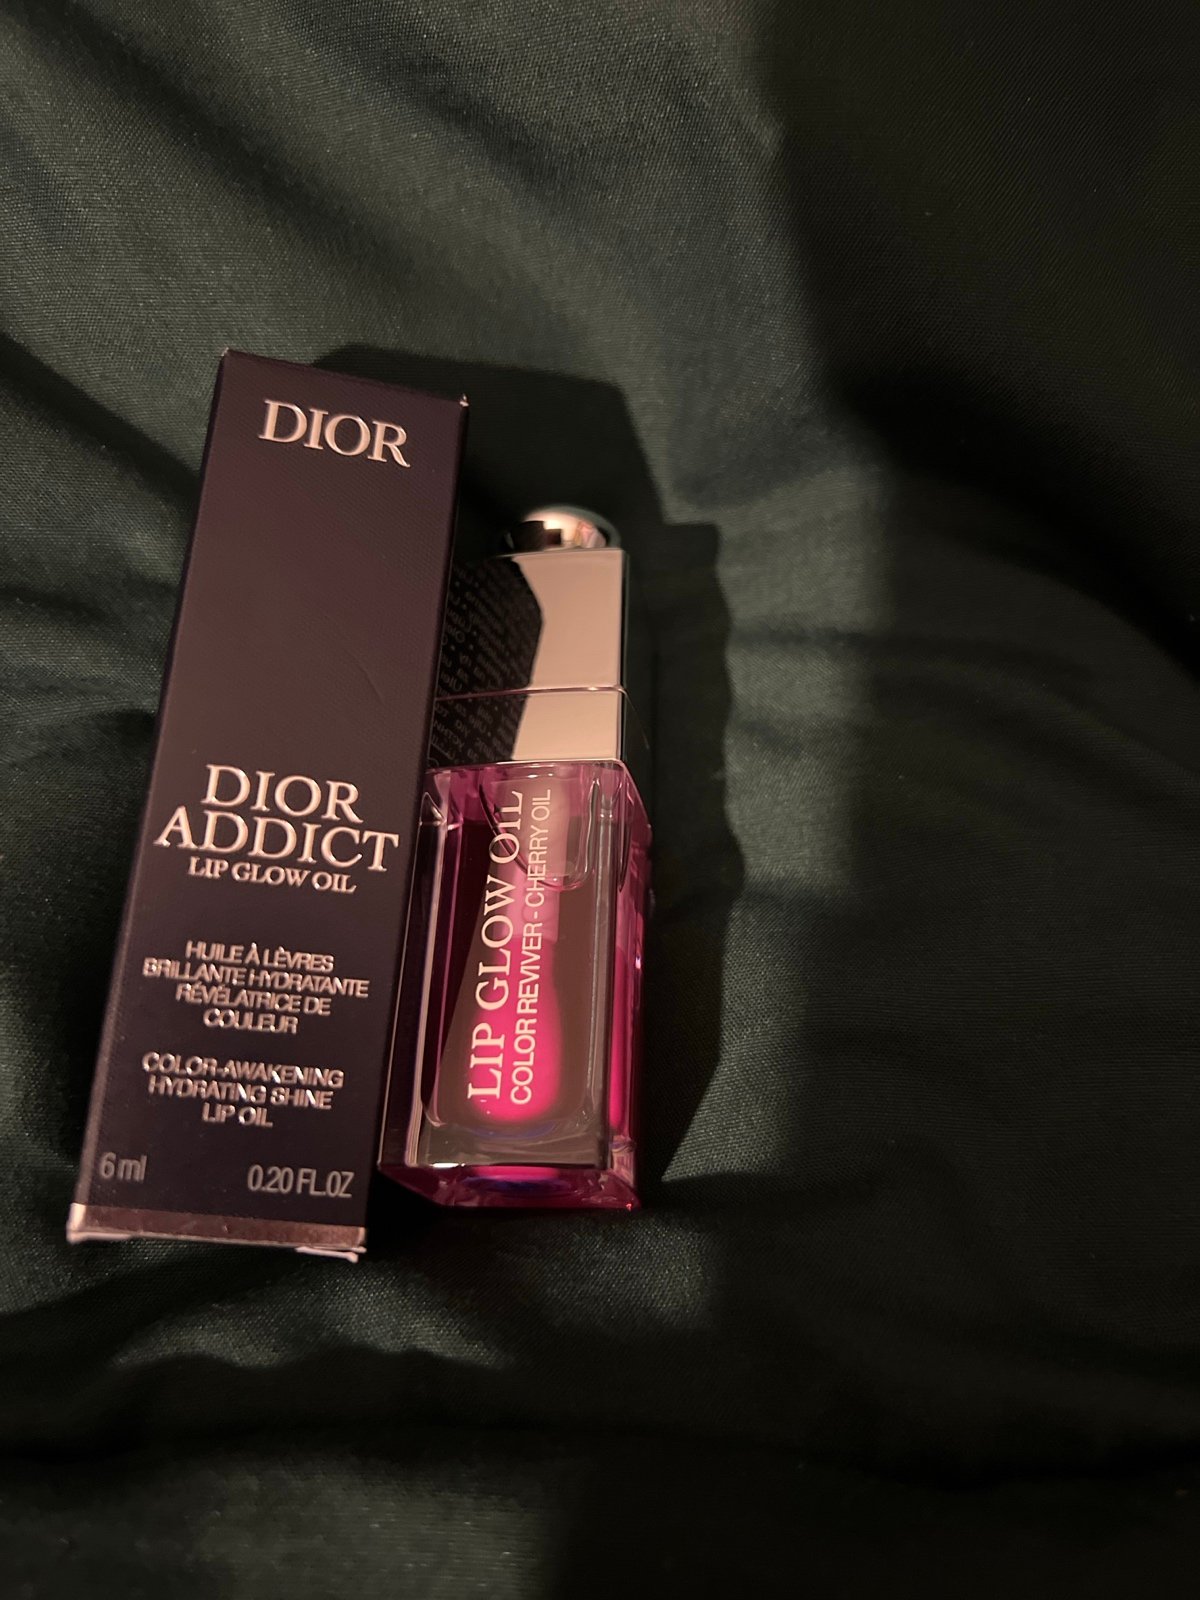 DIOR
DIOR
ADDICT
LIP GLOW OIL
HUILE À LÈVRES
BRILLANTE HYDRATANTE
RÉVÉLATRICE DE
COULEUR
COLOR-AWAKENING
HYDRATING SHINE
LIP OIL
6 ml 0.20 FL.OZ
LIP GLOW OIL
COLOR REVIVER - CHERRY OIL